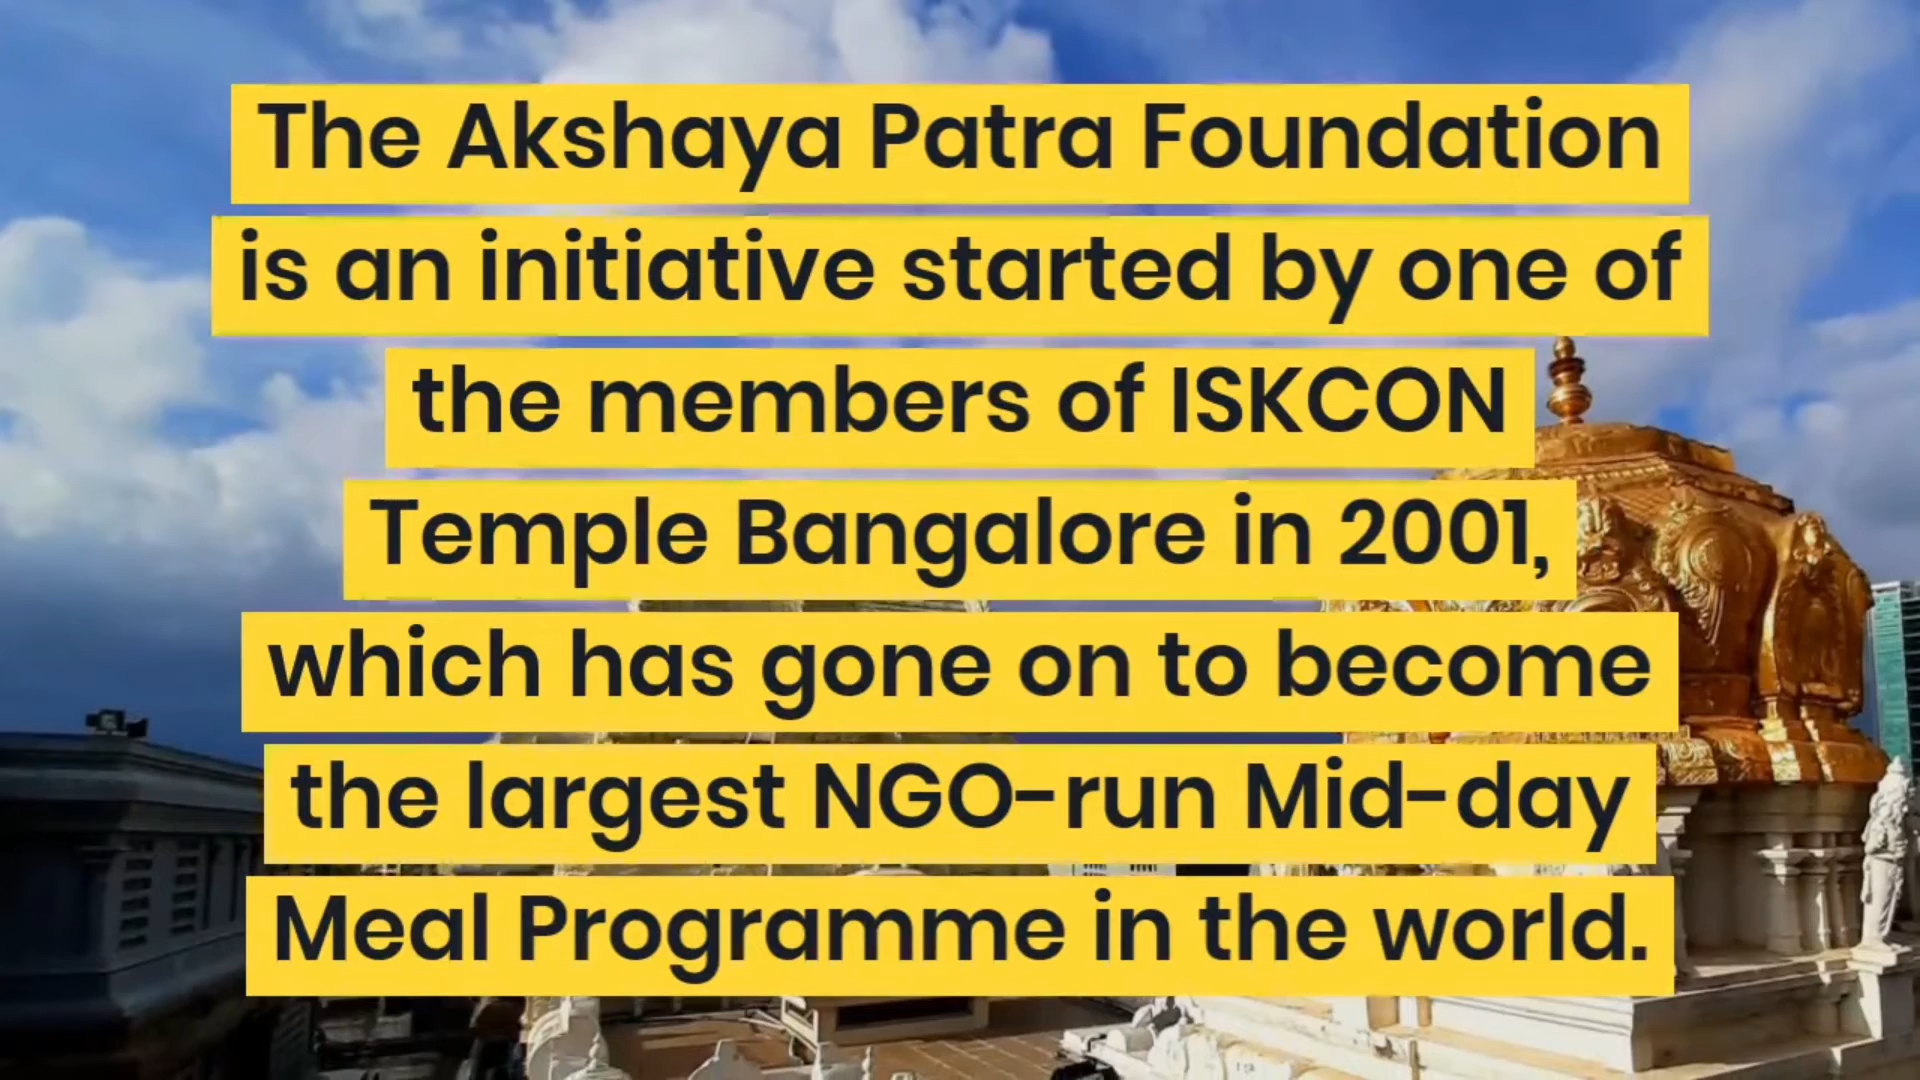 The Akshaya Patra Foundation
is an initiative started by one of
the members of ISKCON
Temple Bangalore in 2001,
which has gone on to become
the largest NGO-run Mid-day
Meal Programme in the world.